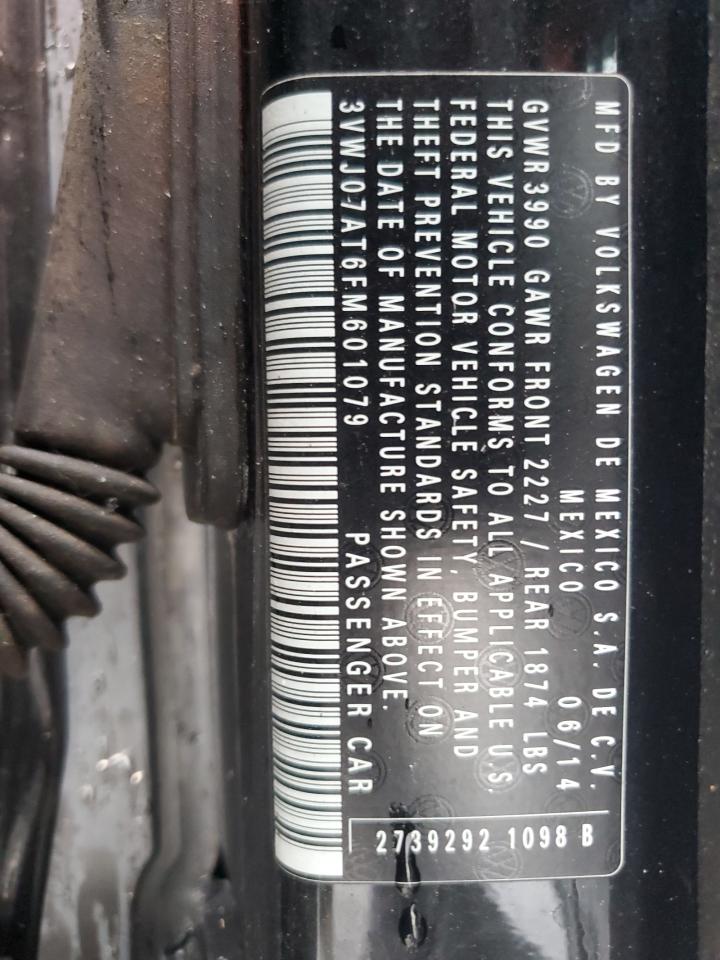 MFD BY VOLKSWAGEN DE MEXICO S.A. DE C.V.
MEXICO 06/14
GVWR 3990 GAWR FRONT 2227 / REAR 1874 LBS
THIS VEHICLE CONFORMS TO ALL APPLICABLE U.S.
FEDERAL MOTOR VEHICLE SAFETY, BUMPER AND
THEFT PREVENTION STANDARDS IN EFFECT ON
THE DATE OF MANUFACTURE SHOWN ABOVE.
3VWJ07AT6FM601079 PASSENGER CAR
2739292 1098 B